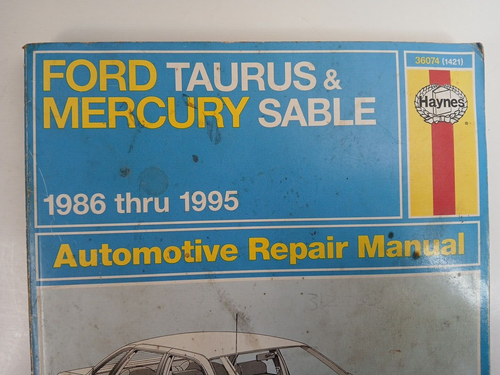 36074 (1421)
FORD TAURUS &
MERCURY SABLE
Haynes
1986 thru 1995
Automotive Repair Manual